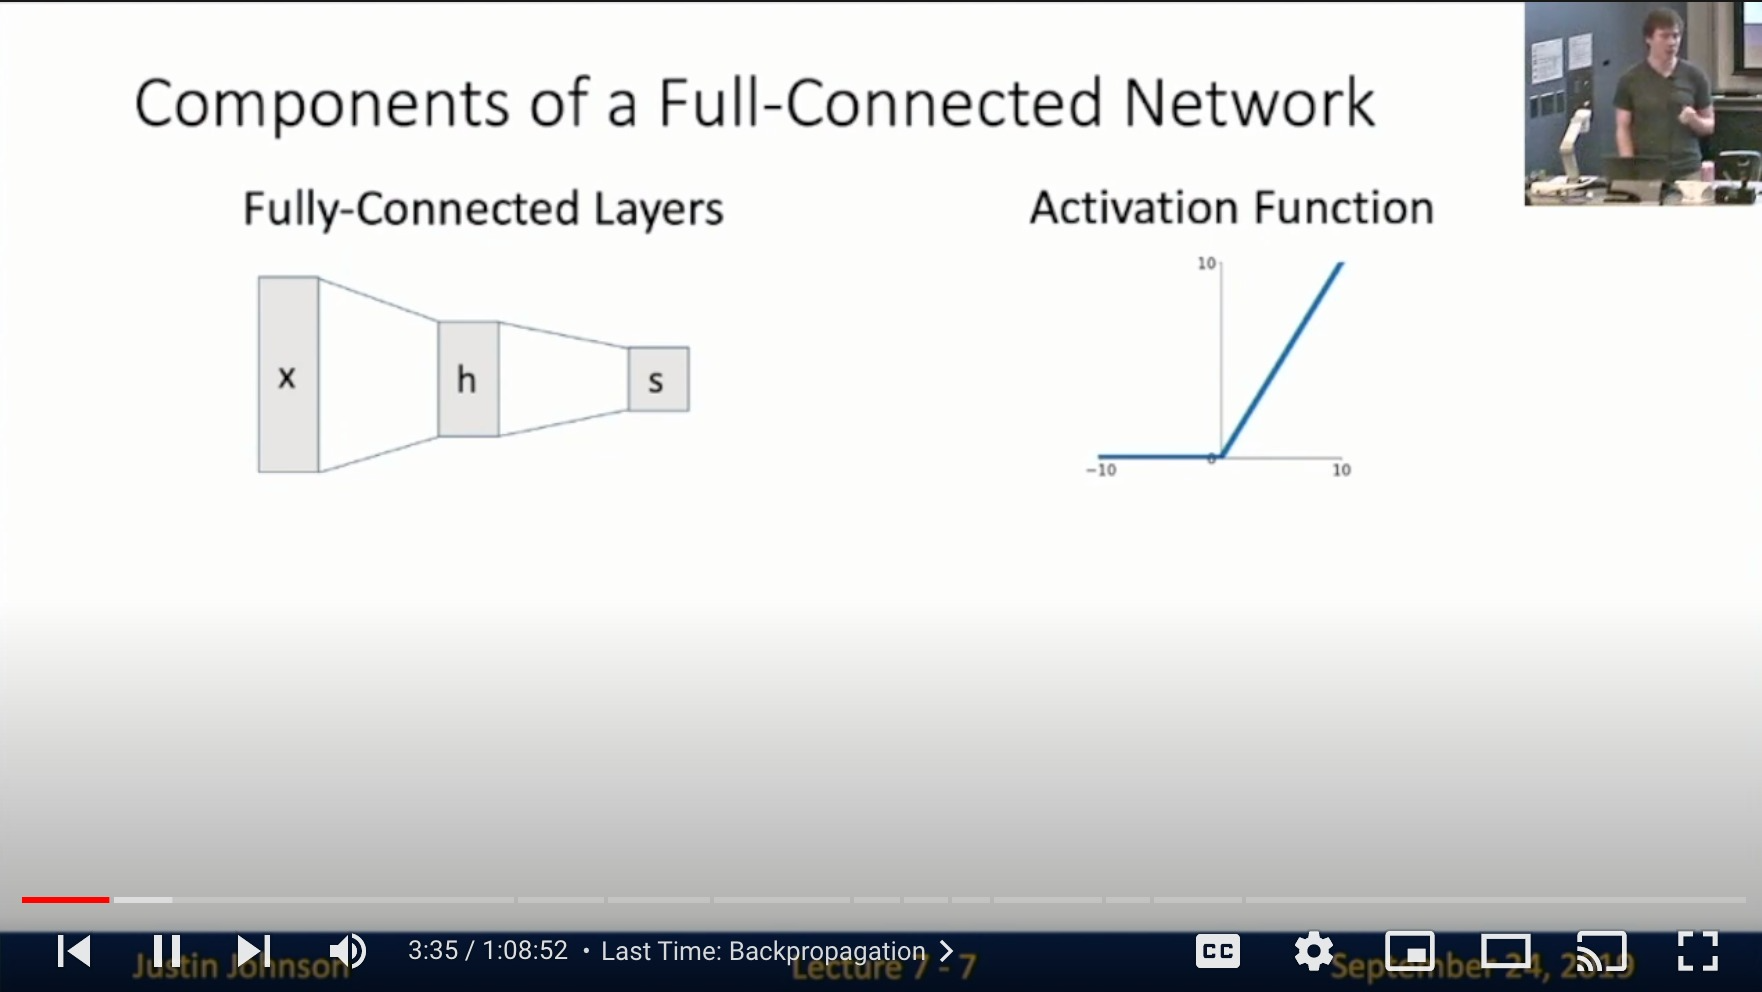 Components of a Full-Connected Network
Fully-Connected Layers
Activation Function
x
h
s
10
0
−10
10
3:35 / 1:08:52 • Last Time: Backpropagation
CC
Justin Johnson
Lecture 7 - 7
September 24, 2019